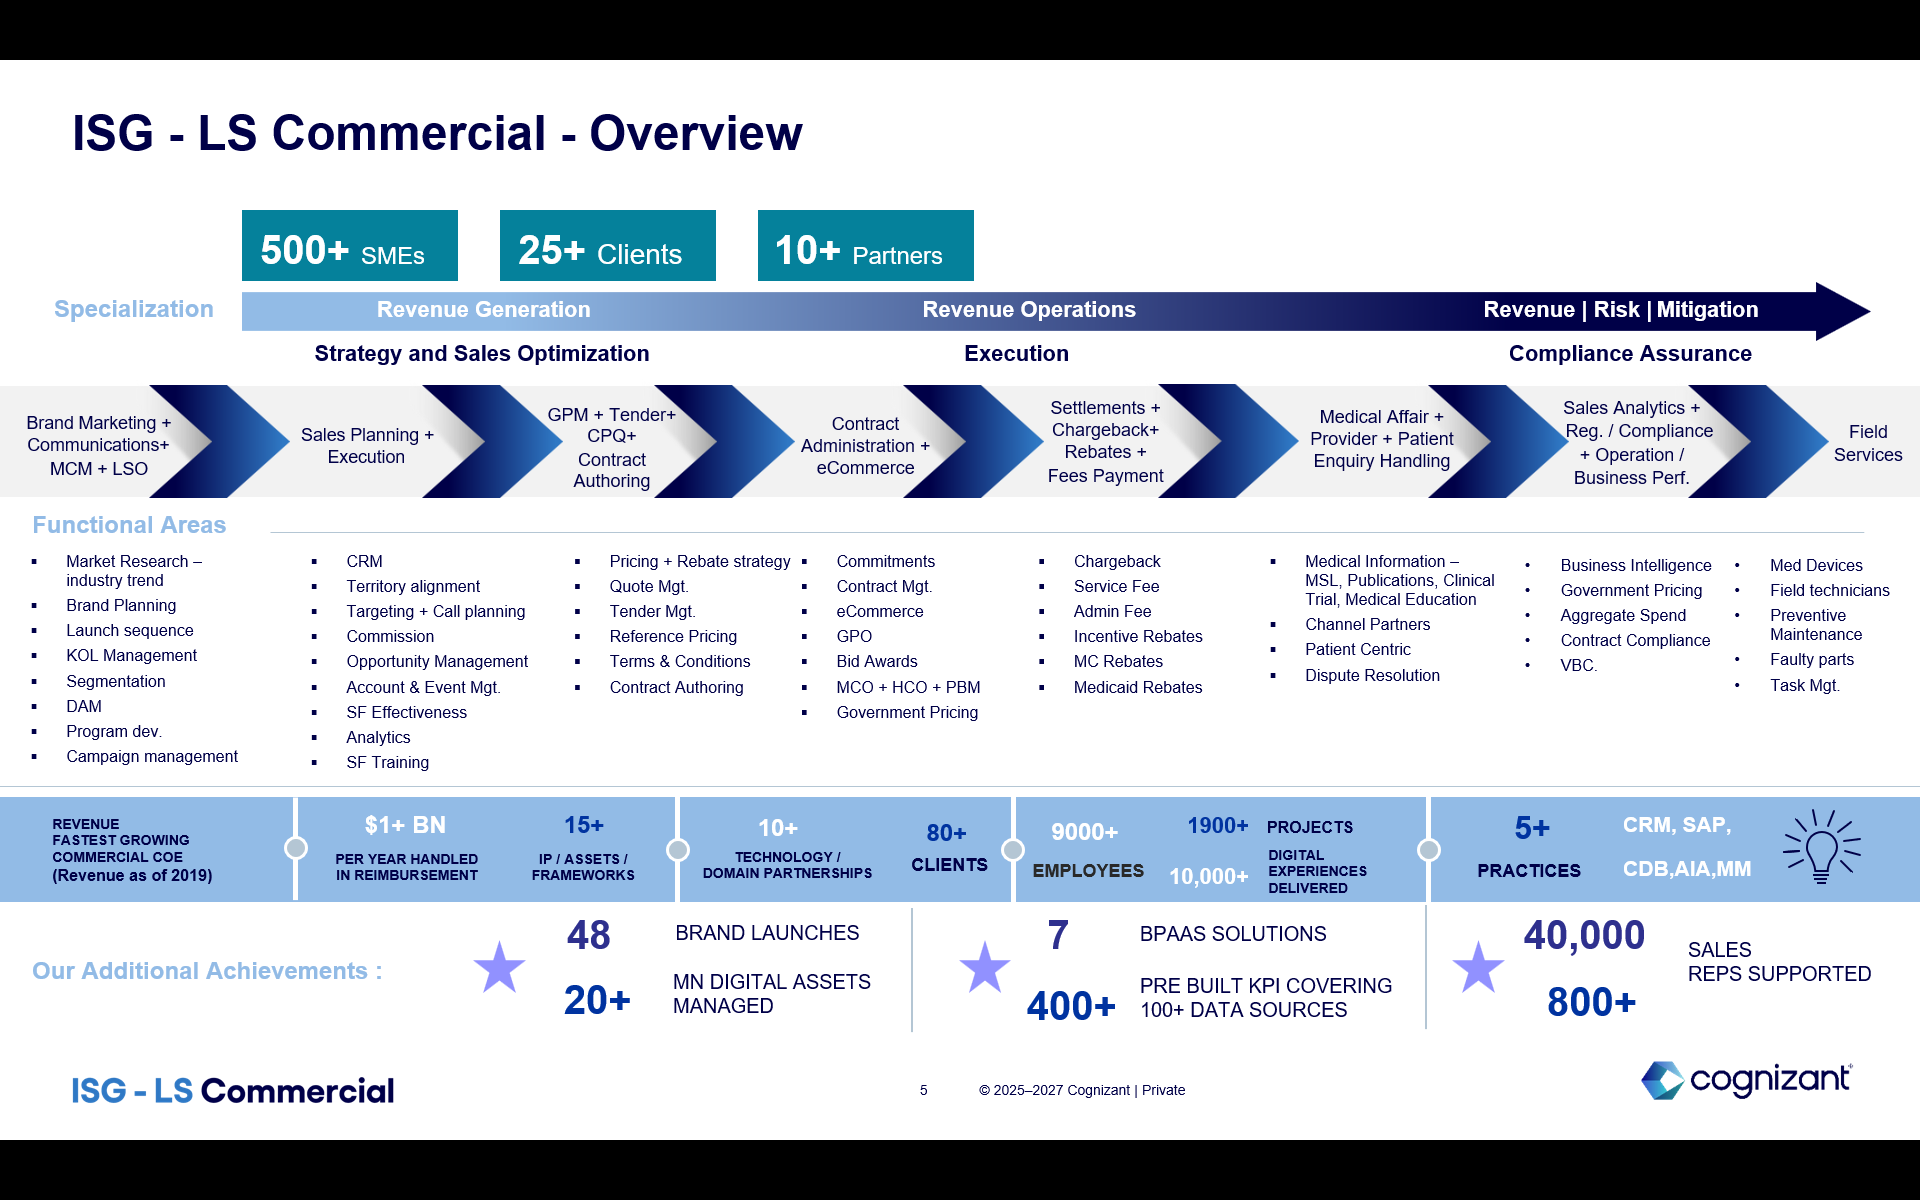 ISG - LS Commercial - Overview
500+ SMEs
25+ Clients
10+ Partners
Specialization
Revenue Generation
Revenue Operations
Revenue | Risk | Mitigation
Strategy and Sales Optimization
Execution
Compliance Assurance
Brand Marketing +
Communications+
MCM + LSO
Sales Planning +
Execution
GPM + Tender+
CPQ+
Contract
Authoring
Contract
Administration +
eCommerce
Settlements +
Chargeback+
Rebates +
Fees Payment
Medical Affair +
Provider + Patient
Enquiry Handling
Sales Analytics +
Reg. / Compliance
+ Operation /
Business Perf.
Field
Services
Functional Areas
▪ Market Research –
industry trend
▪ Brand Planning
▪ Launch sequence
▪ KOL Management
▪ Segmentation
▪ DAM
▪ Program dev.
▪ Campaign management
▪ CRM
▪ Territory alignment
▪ Targeting + Call planning
▪ Commission
▪ Opportunity Management
▪ Account & Event Mgt.
▪ SF Effectiveness
▪ Analytics
▪ SF Training
▪ Pricing + Rebate strategy
▪ Quote Mgt.
▪ Tender Mgt.
▪ Reference Pricing
▪ Terms & Conditions
▪ Contract Authoring
▪ Commitments
▪ Contract Mgt.
▪ eCommerce
▪ GPO
▪ Bid Awards
▪ MCO + HCO + PBM
▪ Government Pricing
▪ Chargeback
▪ Service Fee
▪ Admin Fee
▪ Incentive Rebates
▪ MC Rebates
▪ Medicaid Rebates
▪ Medical Information –
MSL, Publications, Clinical
Trial, Medical Education
▪ Channel Partners
▪ Patient Centric
▪ Dispute Resolution
• Business Intelligence
• Government Pricing
• Aggregate Spend
• Contract Compliance
• VBC.
• Med Devices
• Field technicians
• Preventive
Maintenance
• Faulty parts
• Task Mgt.
REVENUE
FASTEST GROWING
COMMERCIAL COE
(Revenue as of 2019)
$1+ BN
PER YEAR HANDLED
IN REIMBURSEMENT
15+
IP / ASSETS /
FRAMEWORKS
10+
TECHNOLOGY /
DOMAIN PARTNERSHIPS
80+
CLIENTS
9000+
EMPLOYEES
1900+ PROJECTS
10,000+
DIGITAL
EXPERIENCES
DELIVERED
5+
PRACTICES
CRM, SAP,
CDB,AIA,MM
Our Additional Achievements :
48 BRAND LAUNCHES
20+
MN DIGITAL ASSETS
MANAGED
7 BPAAS SOLUTIONS
400+
PRE BUILT KPI COVERING
100+ DATA SOURCES
40,000
800+
SALES
REPS SUPPORTED
ISG - LS Commercial
5
© 2025–2027 Cognizant | Private
cognizant